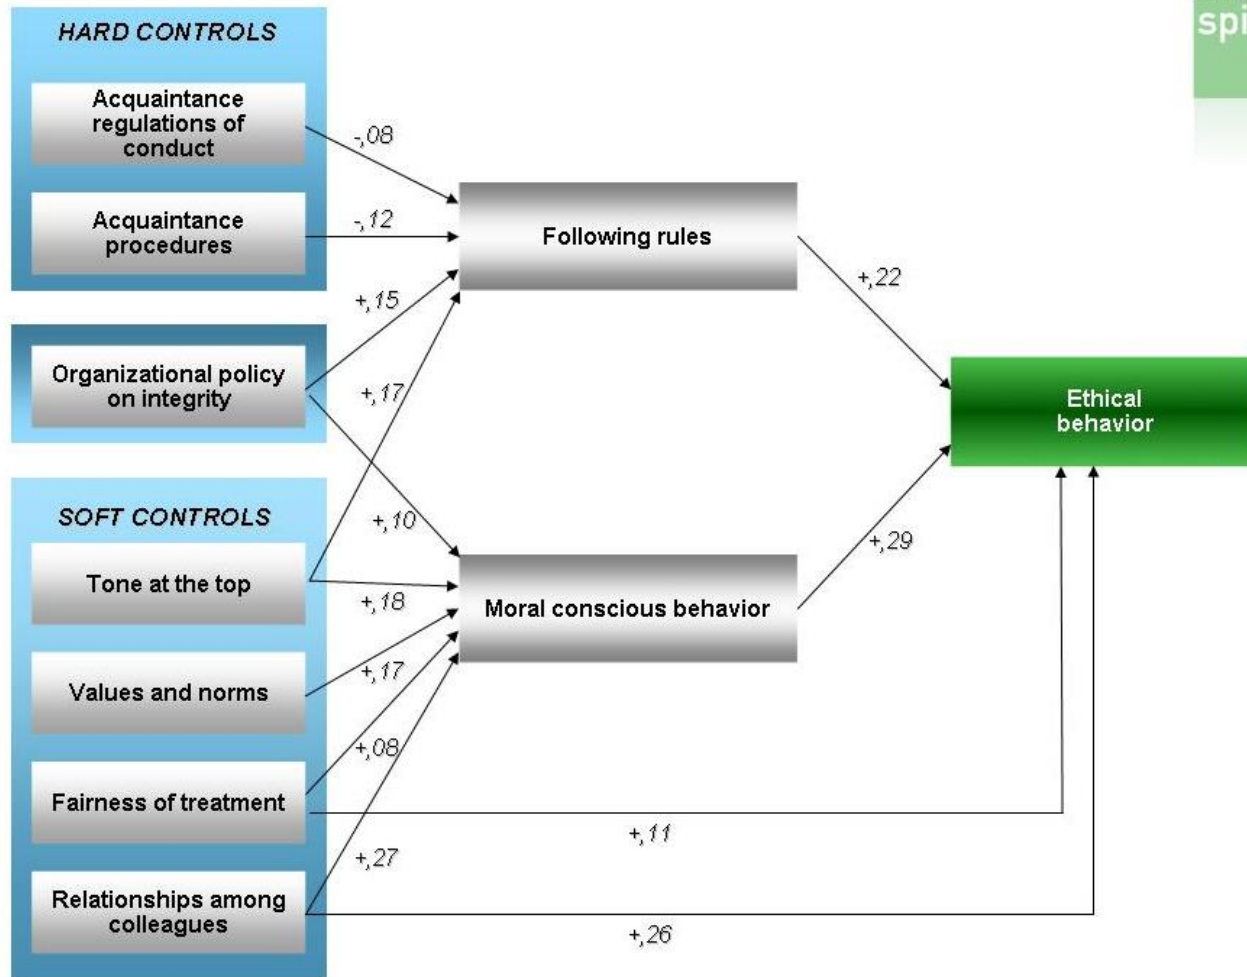 HARD CONTROLS
Acquaintance
regulations of
conduct
Acquaintance
procedures
Organizational policy
on integrity
SOFT CONTROLS
Tone at the top
Values and norms
Fairness of treatment
Relationships among
colleagues
-,08
-,12
+,15
+,17
+,10
+,18
+,17
+,08
+,27
Following rules
Moral conscious behavior
+,22
+,29
+,11
+,26
Ethical
behavior
spi